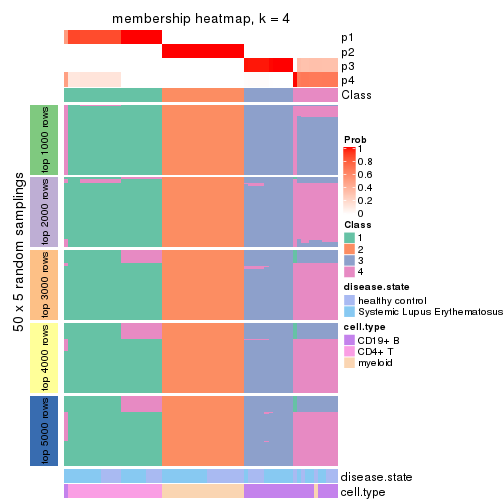 membership heatmap, k = 4
p1
p2
p3
p4
Class
50 x 5 random samplings
top 1000 rows
top 2000 rows
top 3000 rows
top 4000 rows
top 5000 rows
Prob
1
0.8
0.6
0.4
0.2
0
Class
1
2
3
4
disease.state
healthy control
Systemic Lupus Erythematosus
cell.type
CD19+ B
CD4+ T
myeloid
disease.state
cell.type